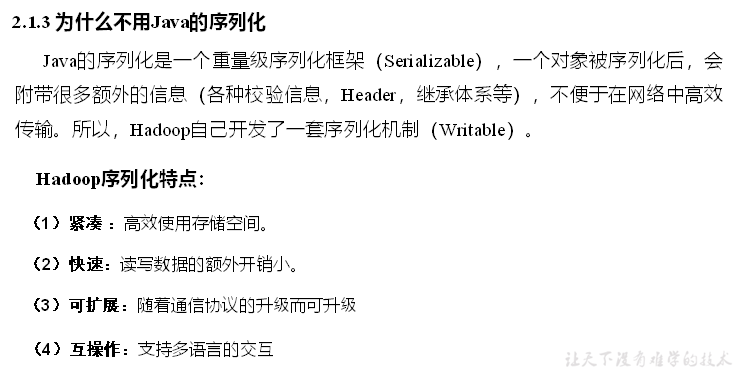 2.1.3 为什么不用Java的序列化
Java的序列化是一个重量级序列化框架（Serializable），一个对象被序列化后，会
附带很多额外的信息（各种校验信息，Header，继承体系等），不便于在网络中高效
传输。所以，Hadoop自己开发了一套序列化机制（Writable）。
Hadoop序列化特点：
（1）紧凑：高效使用存储空间。
（2）快速：读写数据的额外开销小。
（3）可扩展：随着通信协议的升级而可升级
（4）互操作：支持多语言的交互
让天下没有难学的技术